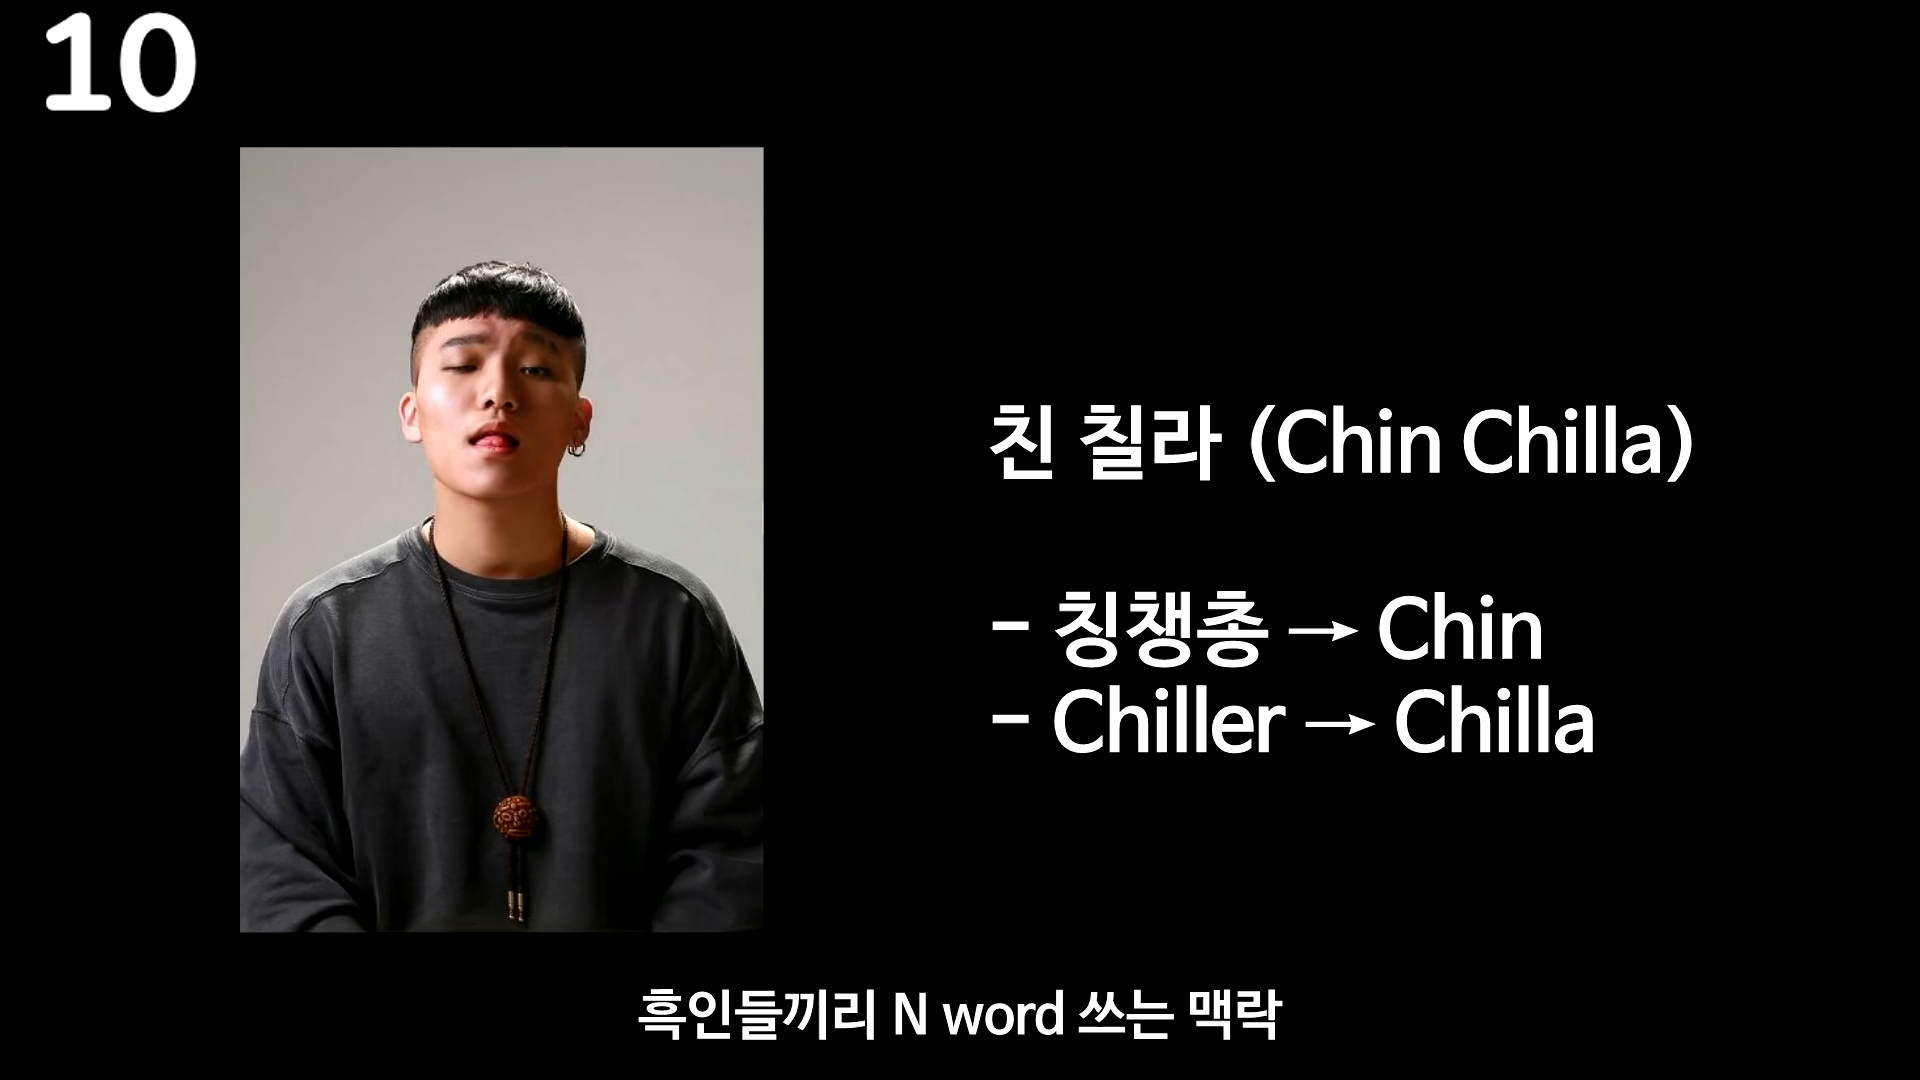 10
친 칠라 (Chin Chilla)
- 칭챙총 → Chin
- Chiller → Chilla
흑인들끼리 N word 쓰는 맥락